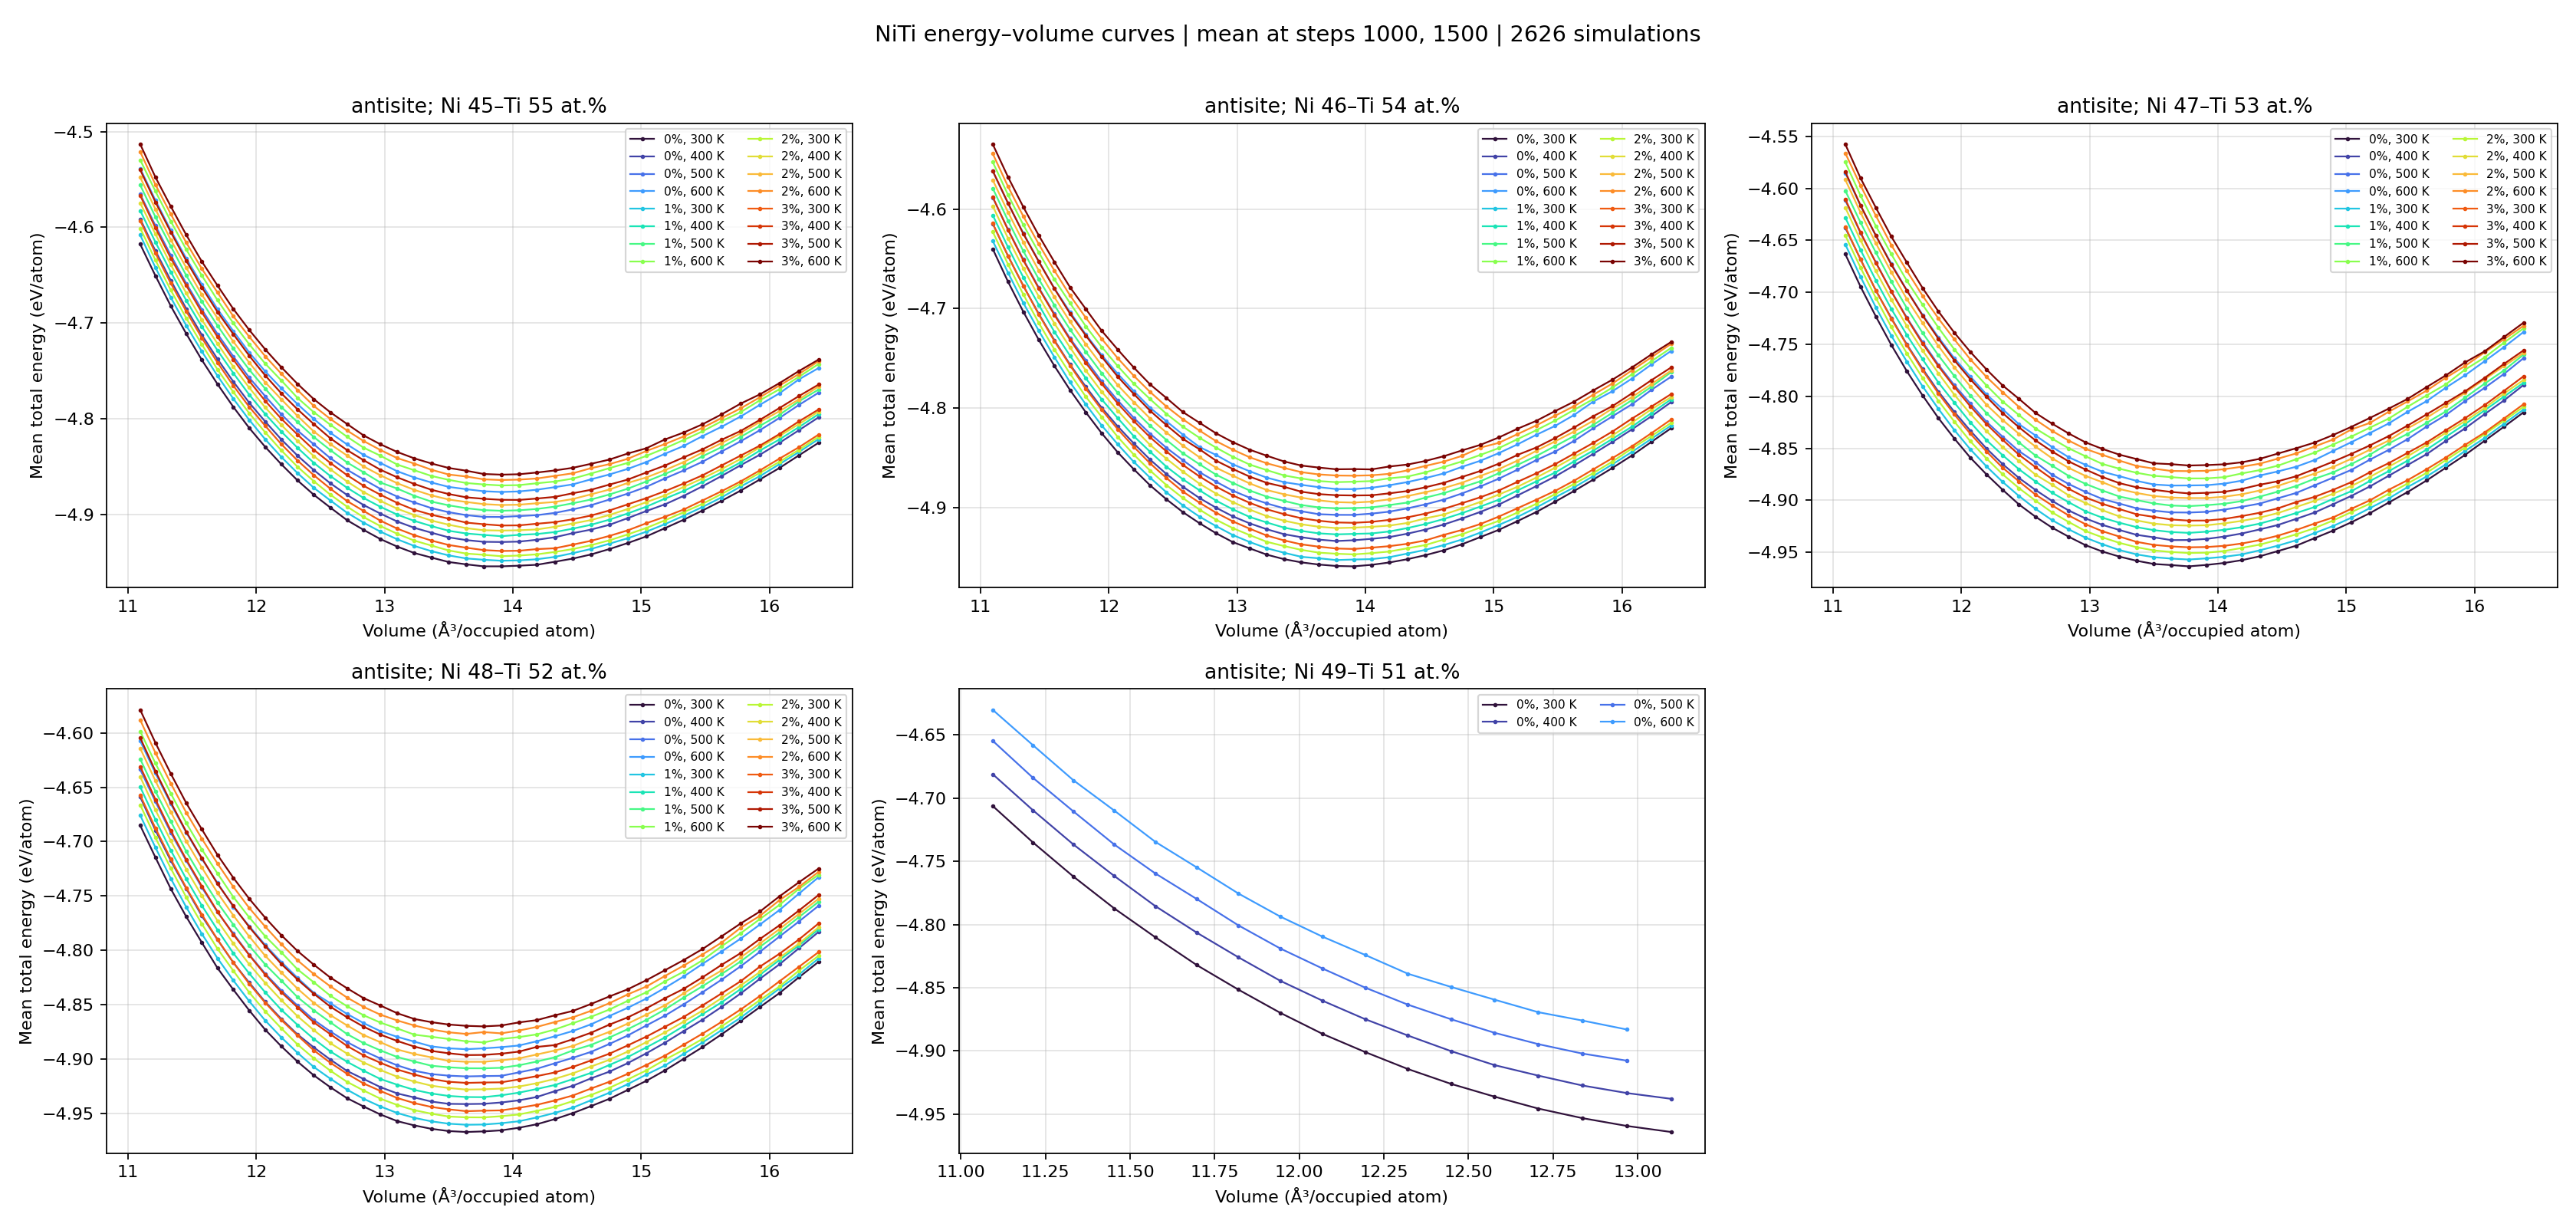 NiTi energy–volume curves | mean at steps 1000, 1500 | 2626 simulations
antisite; Ni 45–Ti 55 at.%
Mean total energy (eV/atom)
−4.5
−4.6
−4.7
−4.8
−4.9
0%, 300 K
0%, 400 K
0%, 500 K
0%, 600 K
1%, 300 K
1%, 400 K
1%, 500 K
1%, 600 K
2%, 300 K
2%, 400 K
2%, 500 K
2%, 600 K
3%, 300 K
3%, 400 K
3%, 500 K
3%, 600 K
11 12 13 14 15 16
Volume (Å³/occupied atom)
antisite; Ni 46–Ti 54 at.%
Mean total energy (eV/atom)
−4.6
−4.7
−4.8
−4.9
0%, 300 K
0%, 400 K
0%, 500 K
0%, 600 K
1%, 300 K
1%, 400 K
1%, 500 K
1%, 600 K
2%, 300 K
2%, 400 K
2%, 500 K
2%, 600 K
3%, 300 K
3%, 400 K
3%, 500 K
3%, 600 K
11 12 13 14 15 16
Volume (Å³/occupied atom)
antisite; Ni 47–Ti 53 at.%
Mean total energy (eV/atom)
−4.55
−4.60
−4.65
−4.70
−4.75
−4.80
−4.85
−4.90
−4.95
0%, 300 K
0%, 400 K
0%, 500 K
0%, 600 K
1%, 300 K
1%, 400 K
1%, 500 K
1%, 600 K
2%, 300 K
2%, 400 K
2%, 500 K
2%, 600 K
3%, 300 K
3%, 400 K
3%, 500 K
3%, 600 K
11 12 13 14 15 16
Volume (Å³/occupied atom)
antisite; Ni 48–Ti 52 at.%
Mean total energy (eV/atom)
−4.60
−4.65
−4.70
−4.75
−4.80
−4.85
−4.90
−4.95
0%, 300 K
0%, 400 K
0%, 500 K
0%, 600 K
1%, 300 K
1%, 400 K
1%, 500 K
1%, 600 K
2%, 300 K
2%, 400 K
2%, 500 K
2%, 600 K
3%, 300 K
3%, 400 K
3%, 500 K
3%, 600 K
11 12 13 14 15 16
Volume (Å³/occupied atom)
antisite; Ni 49–Ti 51 at.%
Mean total energy (eV/atom)
−4.65
−4.70
−4.75
−4.80
−4.85
−4.90
−4.95
0%, 300 K
0%, 400 K
0%, 500 K
0%, 600 K
11.00 11.25 11.50 11.75 12.00 12.25 12.50 12.75 13.00
Volume (Å³/occupied atom)